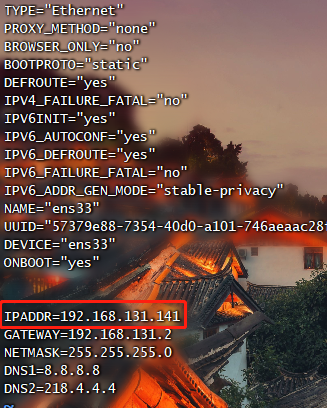 TYPE="Ethernet"
PROXY_METHOD="none"
BROWSER_ONLY="no"
BOOTPROTO="static"
DEFROUTE="yes"
IPV4_FAILURE_FATAL="no"
IPV6INIT="yes"
IPV6_AUTOCONF="yes"
IPV6_DEFROUTE="yes"
IPV6_FAILURE_FATAL="no"
IPV6_ADDR_GEN_MODE="stable-privacy"
NAME="ens33"
UUID="57379e88-7354-40d0-a101-746aeaac28
DEVICE="ens33"
ONBOOT="yes"
IPADDR=192.168.131.141
GATEWAY=192.168.131.2
NETMASK=255.255.255.0
DNS1=8.8.8.8
DNS2=218.4.4.4